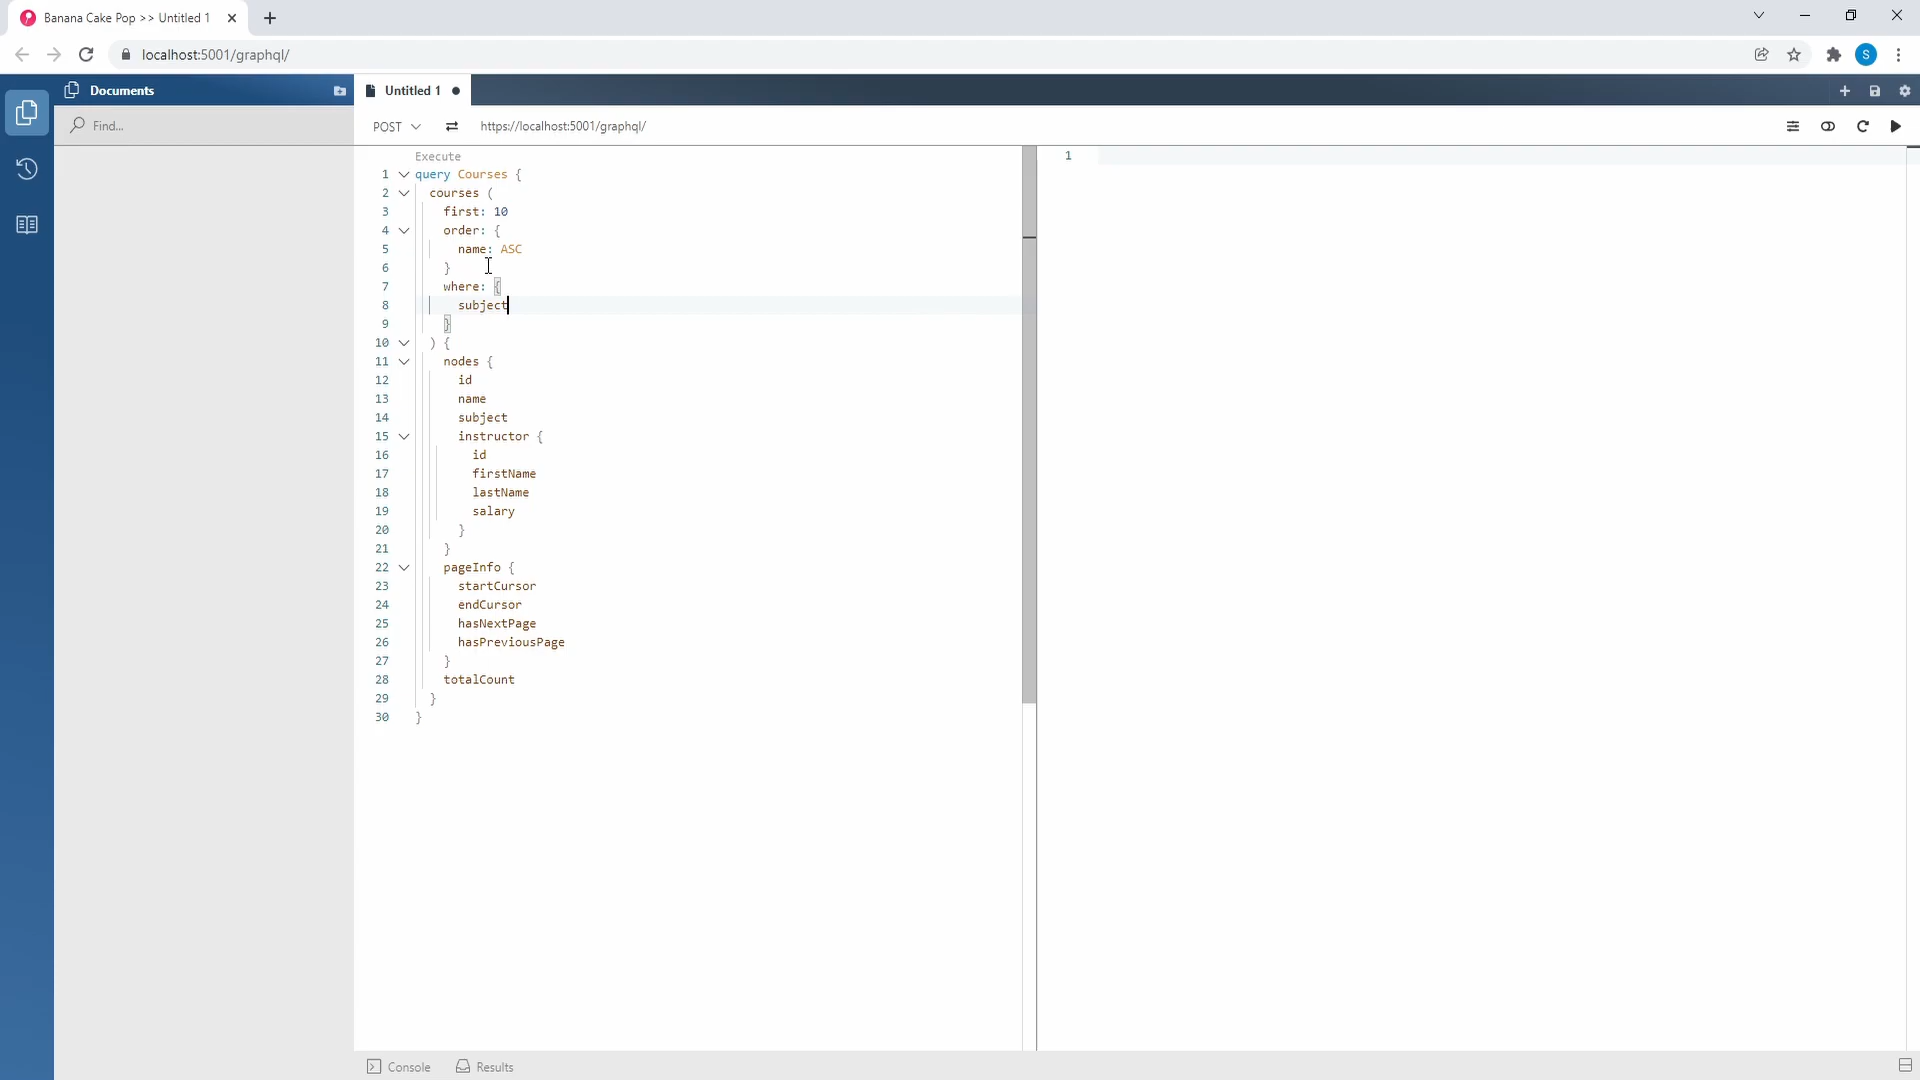 Banana Cake Pop >> Untitled 1
localhost:5001/graphql/
S
Documents
Untitled 1
Find...
POST
https://localhost:5001/graphql/
Execute
1 query Courses {
2 courses (
3 first: 10
4 order: {
5 name: ASC
6 }
7 where: {
8 subject
9 }
10 ) {
11 nodes {
12 id
13 name
14 subject
15 instructor {
16 id
17 firstName
18 lastName
19 salary
20 }
21 }
22 pageInfo {
23 startCursor
24 endCursor
25 hasNextPage
26 hasPreviousPage
27 }
28 totalCount
29 }
30 }
1
Console
Results